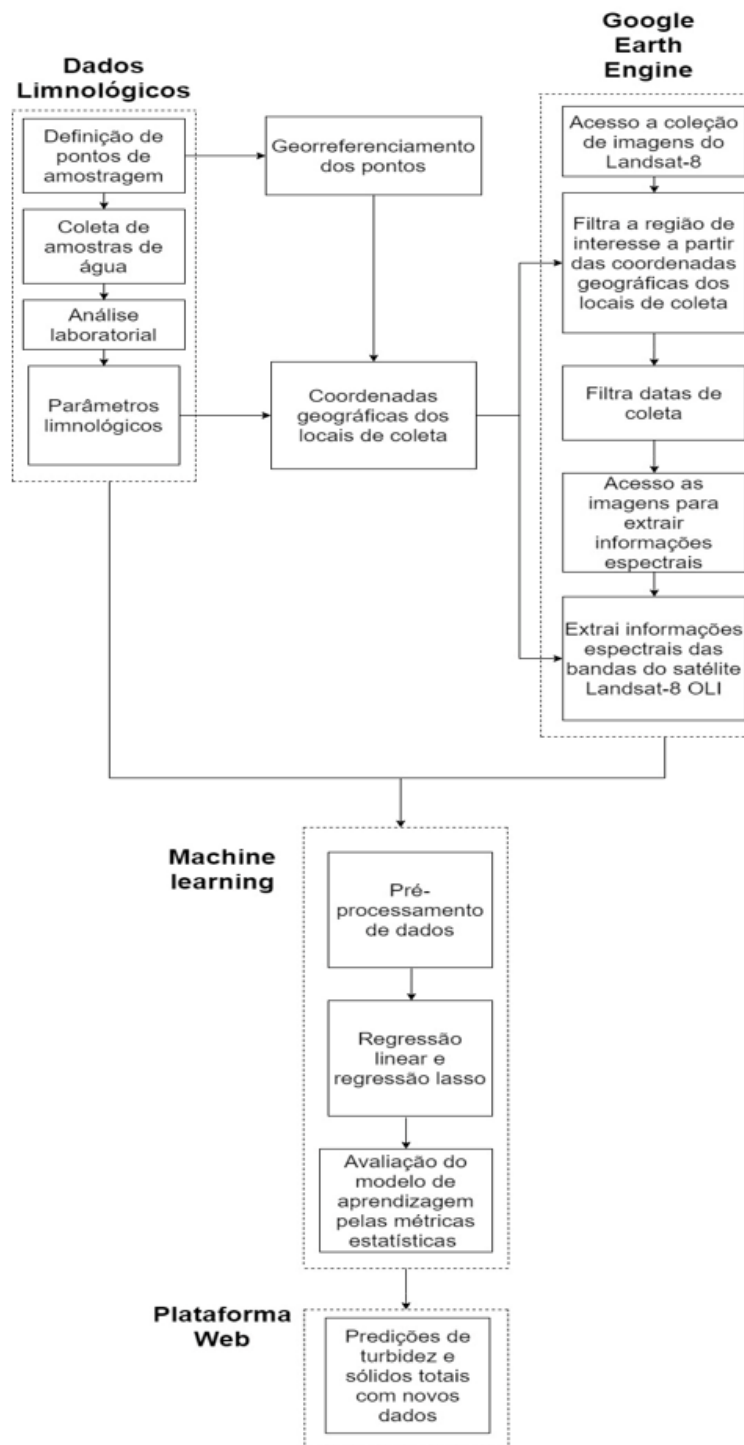 Dados
Limnológicos
Definição de
pontos de
amostragem
Coleta de
amostras de
água
Análise
laboratorial
Parâmetros
limnológicos
Georreferenciamento
dos pontos
Coordenadas
geográficas dos
locais de coleta
Google
Earth
Engine
Acesso a coleção
de imagens do
Landsat-8
Filtra a região de
interesse a partir
das coordenadas
geográficas dos
locais de coleta
Filtra datas de
coleta
Acesso as
imagens para
extrair
informações
espectrais
Extrai informações
espectrais das
bandas do satélite
Landsat-8 OLI
Machine
learning
Pré-
processamento
de dados
Regressão
linear e
regressão lasso
Avaliação do
modelo de
aprendizagem
pelas métricas
estatísticas
Plataforma
Web
Predições de
turbidez e
sólidos totais
com novos
dados